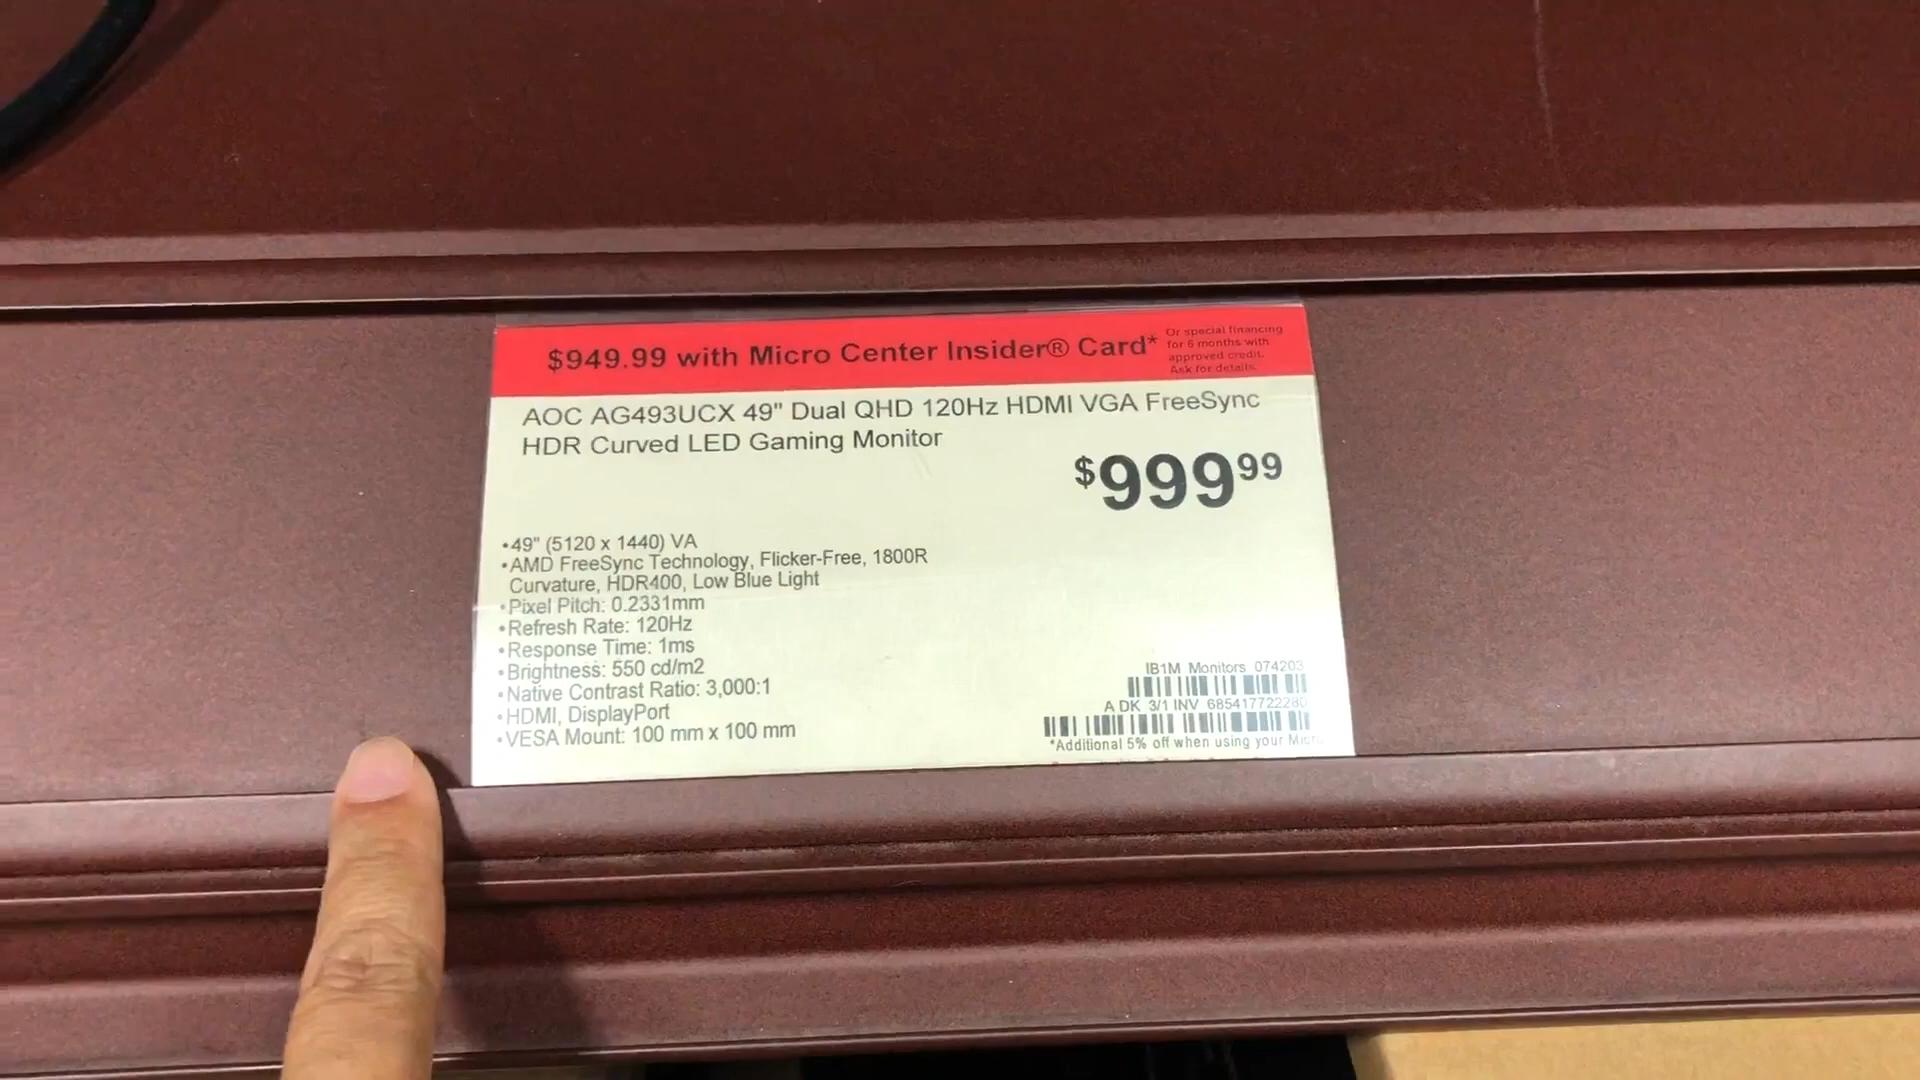 $949.99 with Micro Center Insider® Card*
Or special financing
for 6 months with
approved credit.
Ask for details.
AOC AG493UCX 49" Dual QHD 120Hz HDMI VGA FreeSync
HDR Curved LED Gaming Monitor
$999 99
•49" (5120 x 1440) VA
•AMD FreeSync Technology, Flicker-Free, 1800R
Curvature, HDR400, Low Blue Light
•Pixel Pitch: 0.2331mm
•Refresh Rate: 120Hz
•Response Time: 1ms
•Brightness: 550 cd/m2
•Native Contrast Ratio: 3,000:1
•HDMI, DisplayPort
•VESA Mount: 100 mm x 100 mm
IB1M Monitors 074203
A DK 3/1 INV 685417722280
*Additional 5% off when using your